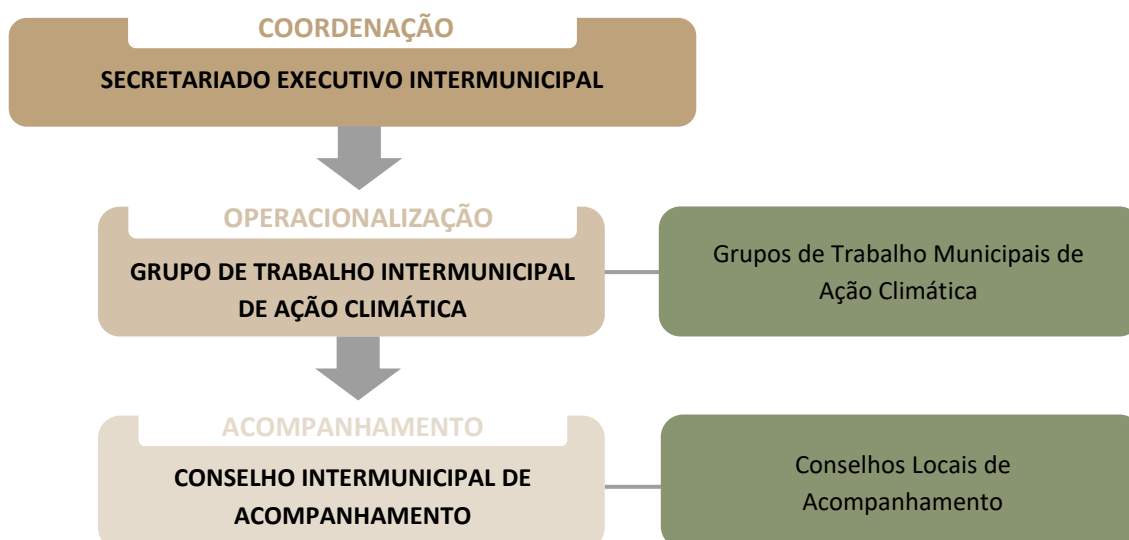 COORDENAÇÃO
SECRETARIADO EXECUTIVO INTERMUNICIPAL
OPERACIONALIZAÇÃO
GRUPO DE TRABALHO INTERMUNICIPAL
DE AÇÃO CLIMÁTICA
Grupos de Trabalho Municipais de
Ação Climática
ACOMPANHAMENTO
CONSELHO INTERMUNICIPAL DE
ACOMPANHAMENTO
Conselhos Locais de
Acompanhamento